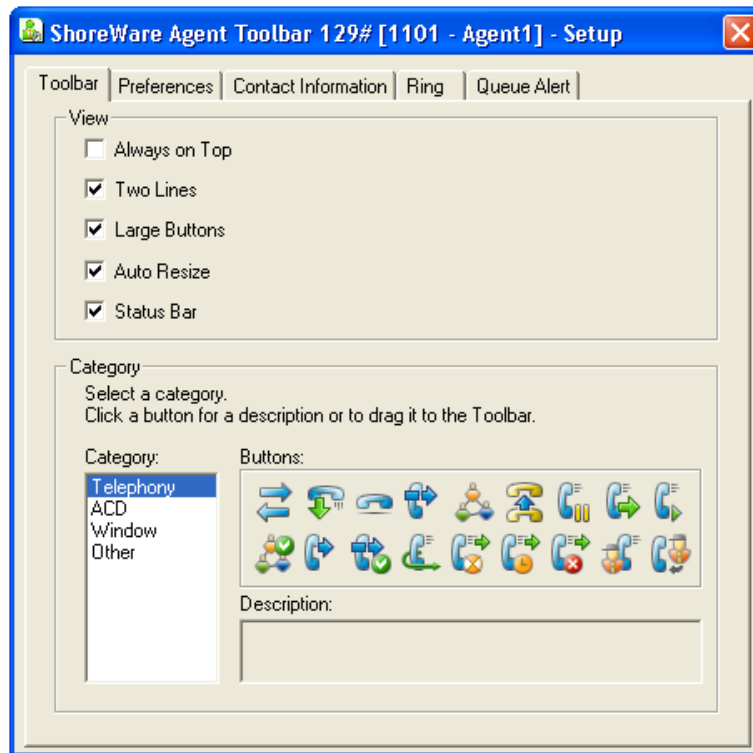 ShoreWare Agent Toolbar 129# [1101 - Agent1] - Setup
Toolbar Preferences Contact Information Ring Queue Alert
View
Always on Top
Two Lines
Large Buttons
Auto Resize
Status Bar
Category
Select a category.
Click a button for a description or to drag it to the Toolbar.
Category: Buttons:
Telephony
ACD
Window
Other
Description: